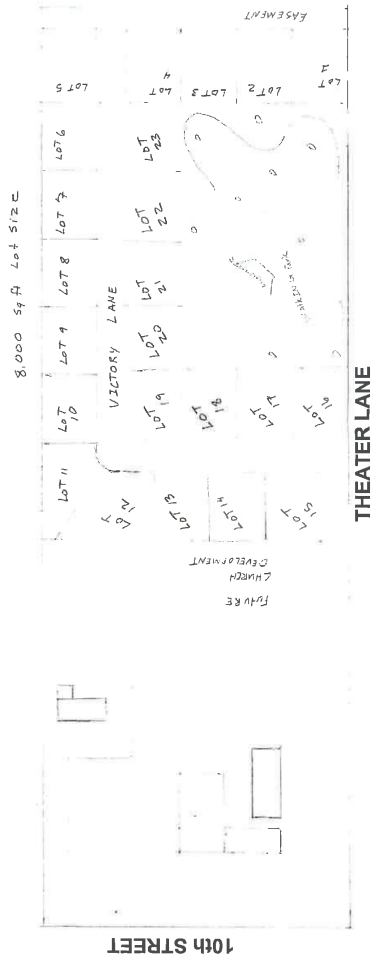 EASEMENT
8,000 sq ft Lot size
LOT 5
LOT
4
LOT 3
LOT 2
LOT
1
LOT 6
LOT 7
LOT 8
LOT 9
LOT
10
LOT 11
VICTORY LANE
LOT
23
LOT
22
LOT
21
LOT
20
LOT 19
LOT
18
LOT
17
LOT
16
LOT
12
LOT 13
LOT 14
LOT
15
Park
THEATER LANE
FUTURE
CHURCH
DEVELOPMENT
10th STREET